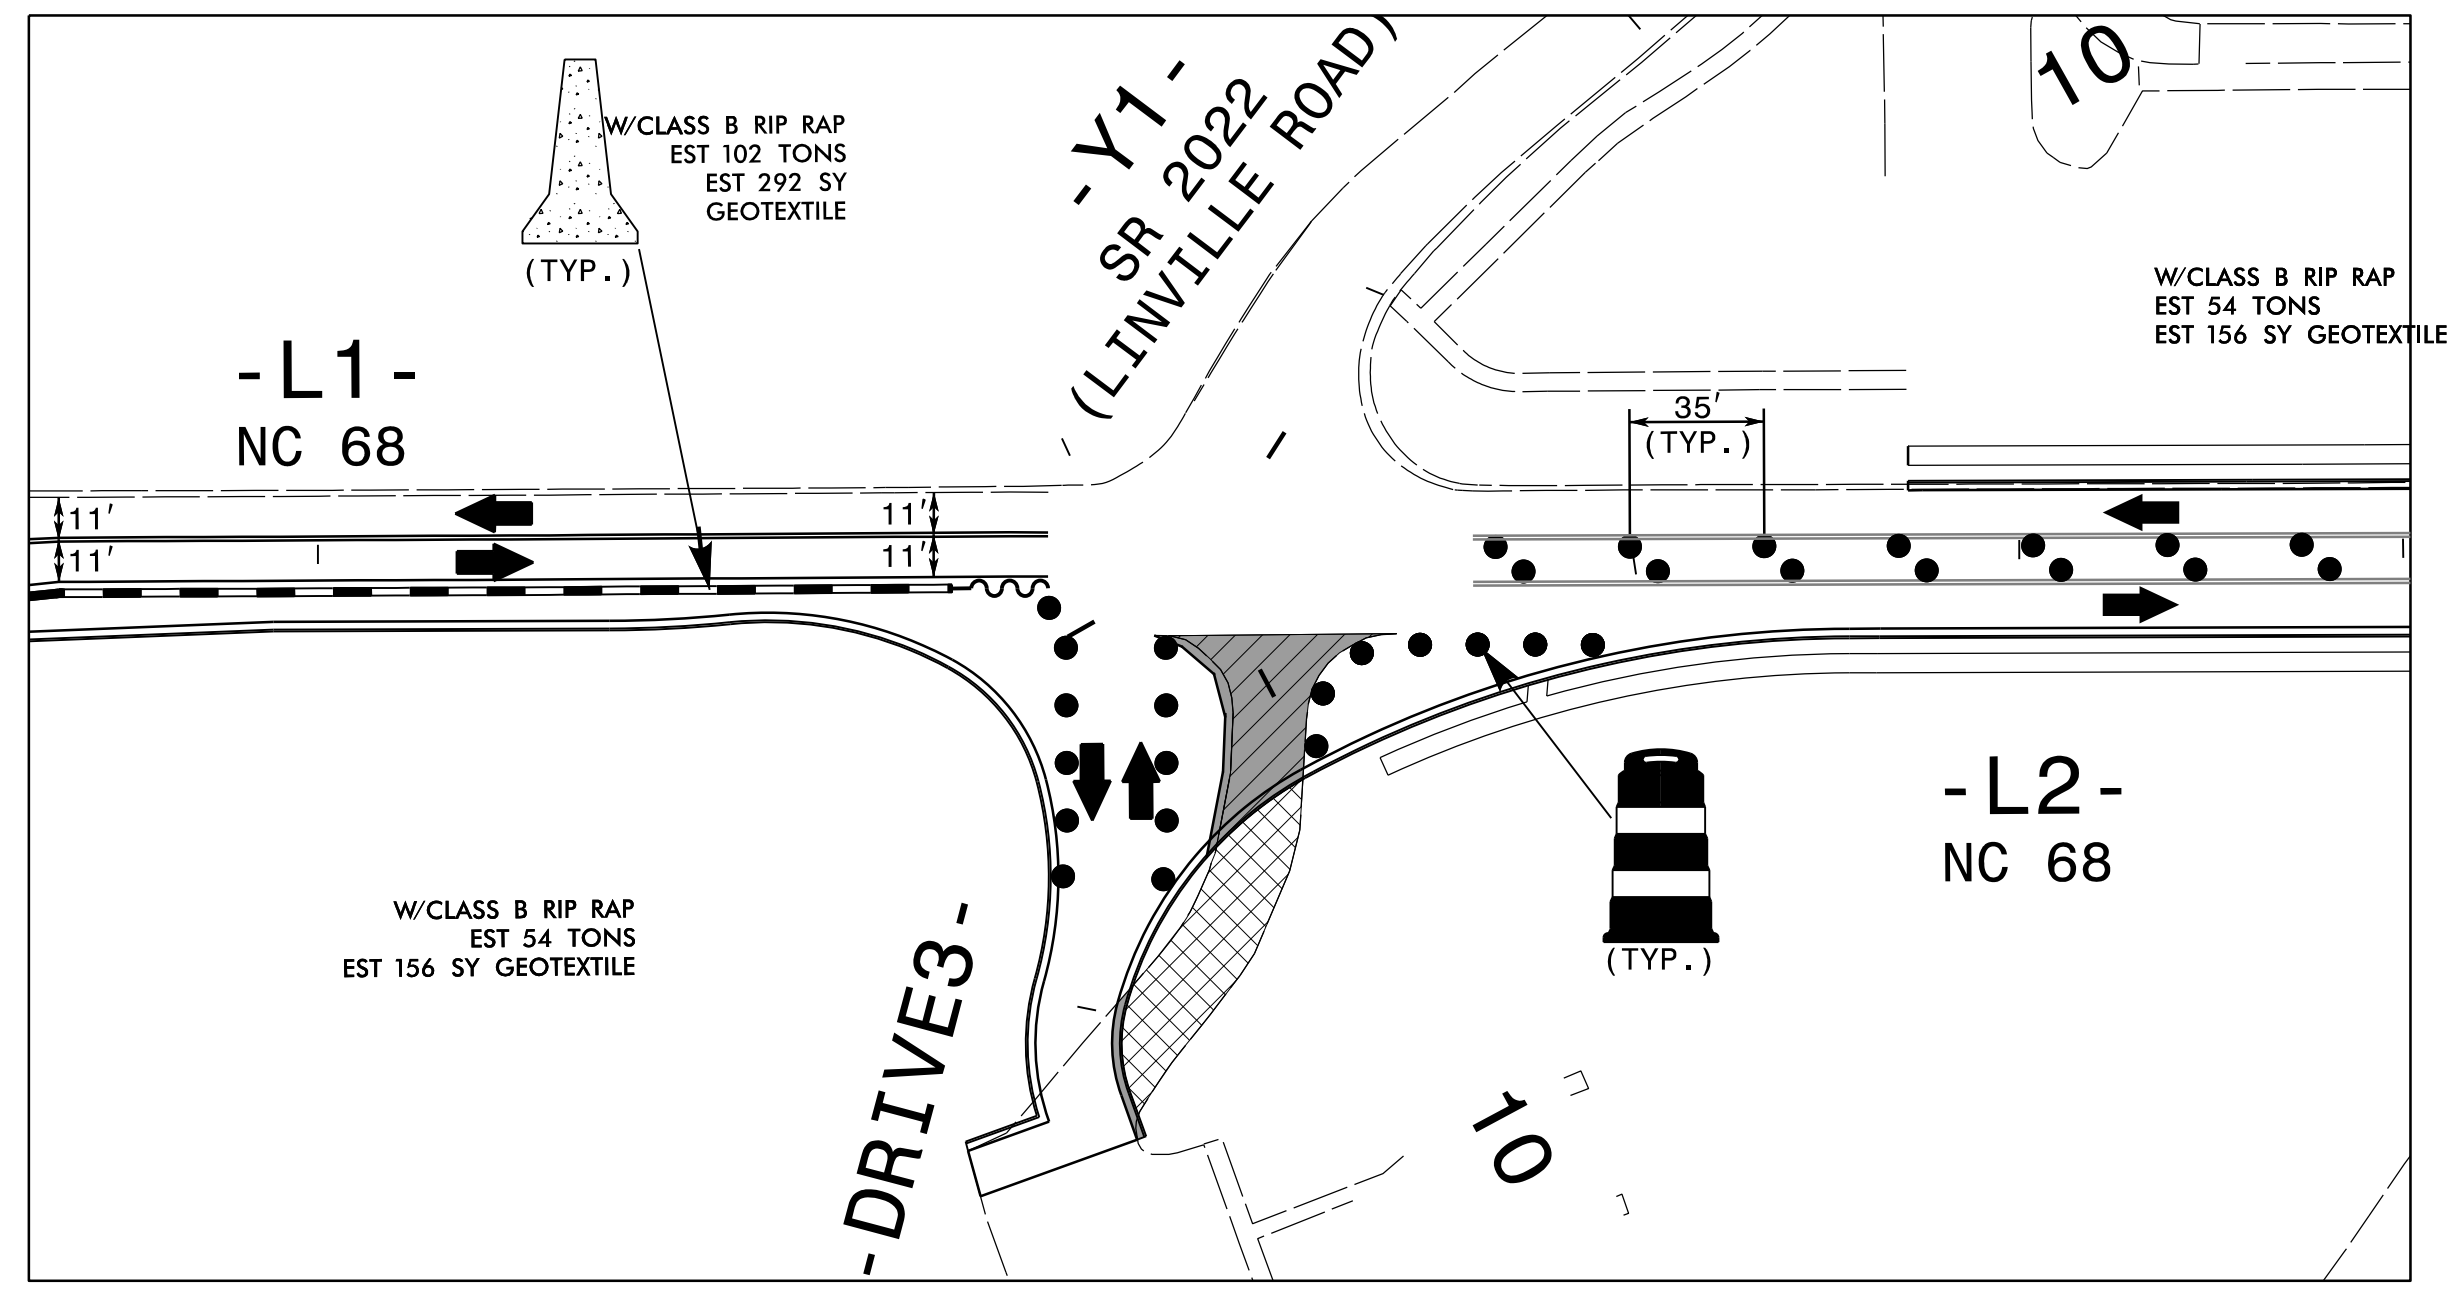 W/CLASS B RIP RAP
EST 102 TONS
EST 292 SY
GEOTEXTILE
(TYP.)
-Y1-
SR 2022
(LINVILLE ROAD)
10
W/CLASS B RIP RAP
EST 54 TONS
EST 156 SY GEOTEXTILE
-L1-
NC 68
35'
(TYP.)
11'
11'
11'
11'
-L2-
NC 68
(TYP.)
W/CLASS B RIP RAP
EST 54 TONS
EST 156 SY GEOTEXTILE
-DRIVE3-
10